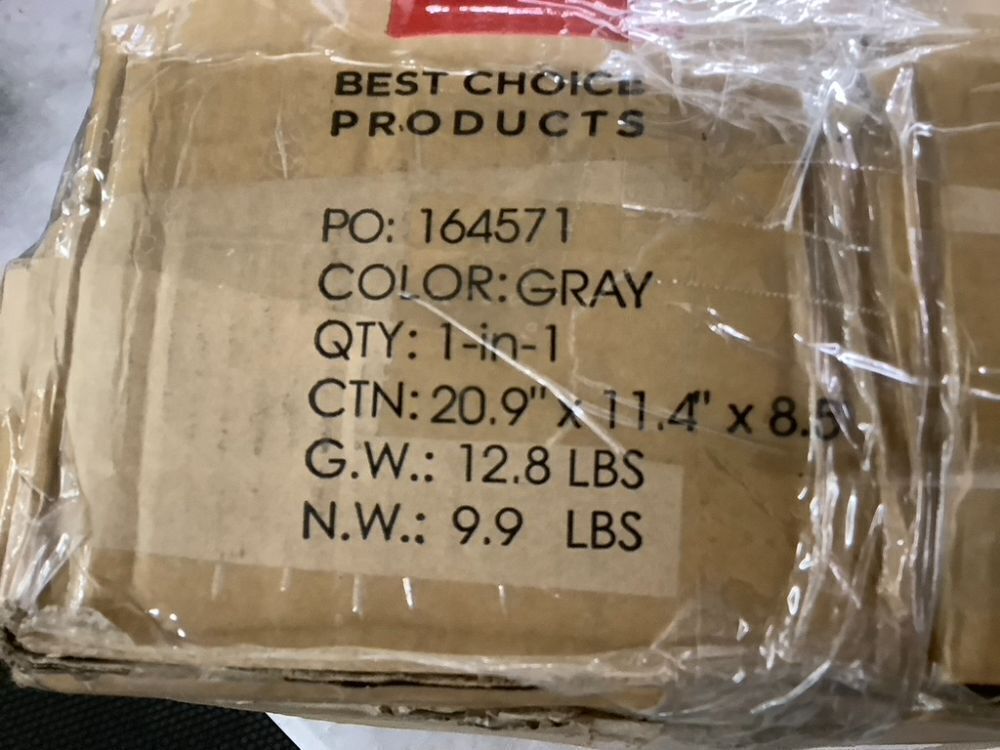 BEST CHOICE
PRODUCTS
PO: 164571
COLOR: GRAY
QTY: 1-in-1
CTN: 20.9" x 11.4" x 8.5"
G.W.: 12.8 LBS
N.W.: 9.9 LBS